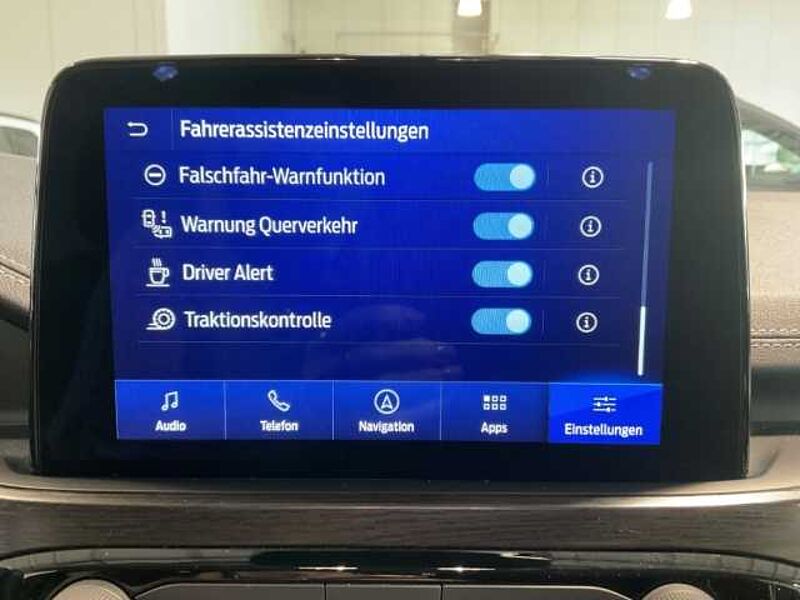 Fahrerassistenzeinstellungen
Falschfahr-Warnfunktion
Warnung Querverkehr
Driver Alert
Traktionskontrolle
Audio
Telefon
Navigation
Apps
Einstellungen